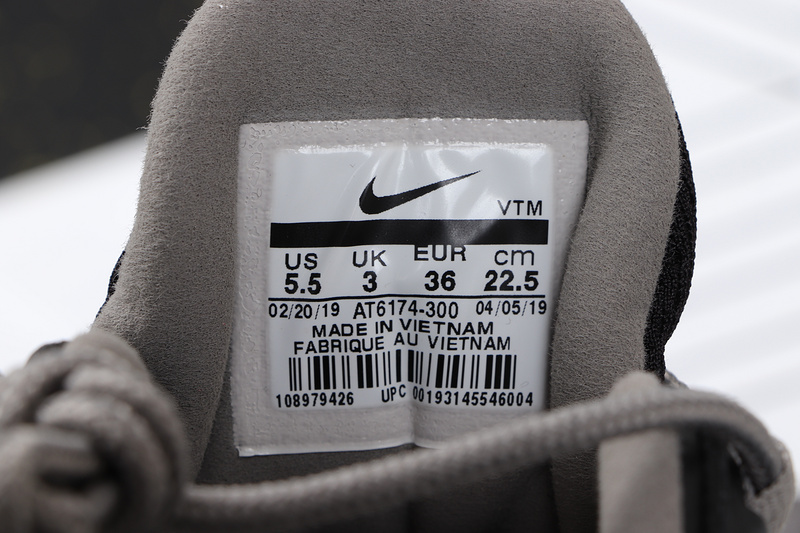 VTM
US UK EUR cm
5.5 3 36 22.5
02/20/19 AT6174-300 04/05/19
MADE IN VIETNAM
FABRIQUE AU VIETNAM
108979426 UPC 00193145546004